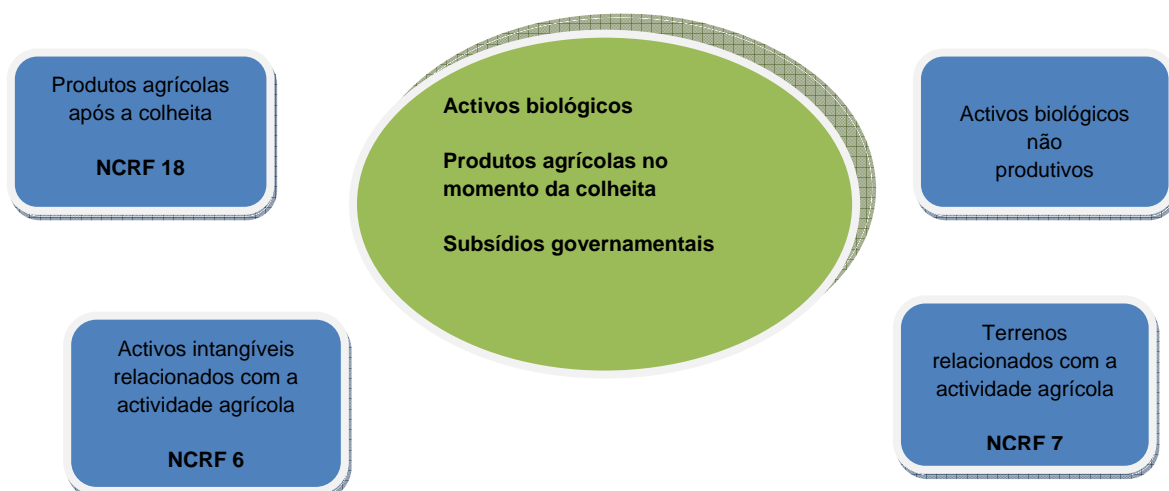 Produtos agrícolas
após a colheita
NCRF 18
Activos biológicos
Produtos agrícolas no
momento da colheita
Subsídios governamentais
Activos biológicos
não
produtivos
Activos intangíveis
relacionados com a
actividade agrícola
NCRF 6
Terrenos
relacionados com a
actividade agrícola
NCRF 7